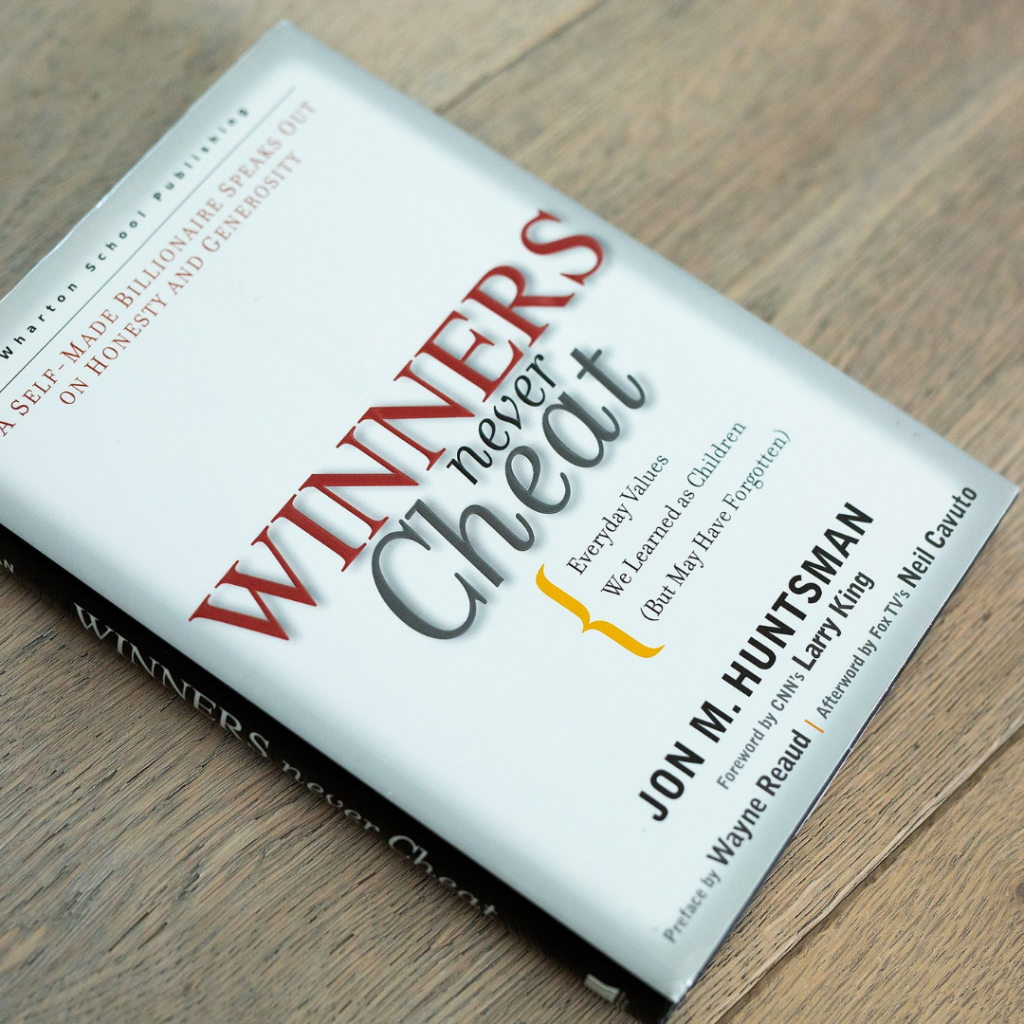 Wharton School Publishing
A SELF-MADE BILLIONAIRE SPEAKS OUT
ON HONESTY AND GENEROSITY
WINNERS
never
Cheat
Everyday Values
We Learned as Children
(But May Have Forgotten)
JON M. HUNTSMAN
Foreword by CNN's Larry King
Preface by Wayne Reaud | Afterword by Fox TV's Neil Cavuto
WINNERS never Cheat